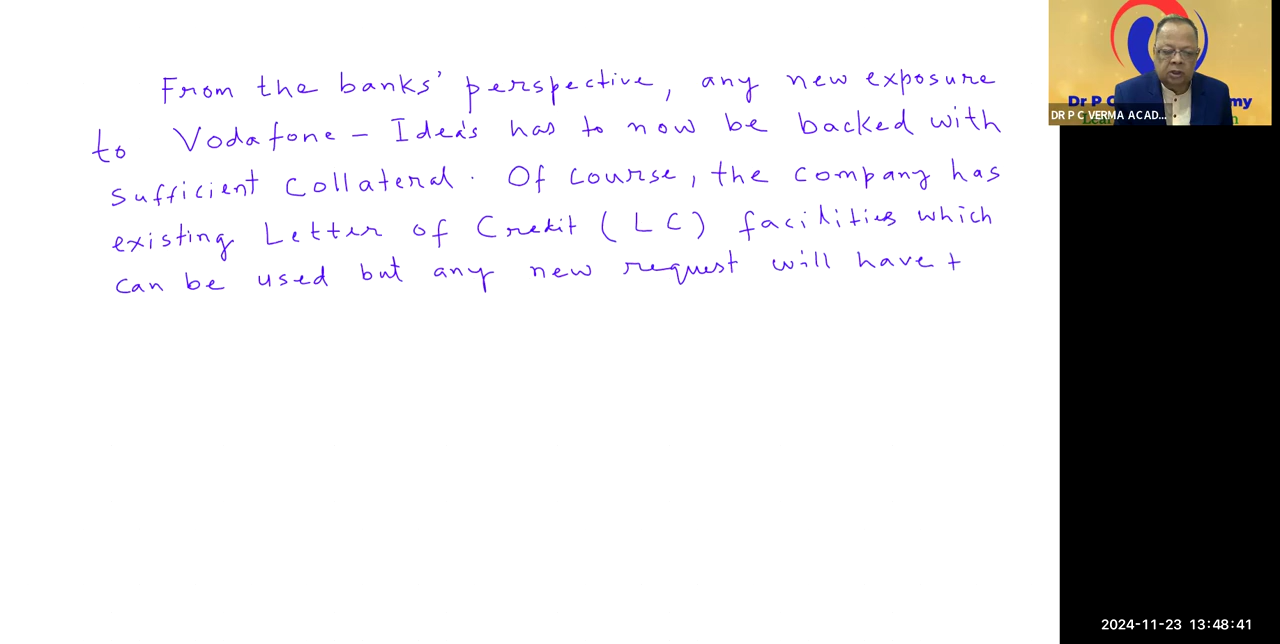 From the banks' perspective, any new exposure
to Vodafone - Idea's has to now be backed with
sufficient collateral. Of course, the company has
existing Letter of Credit (LC) facilities which
can be used but any new request will have t
Dr P C
my
DR P C VERMA ACAD...
2024-11-23 13:48:41